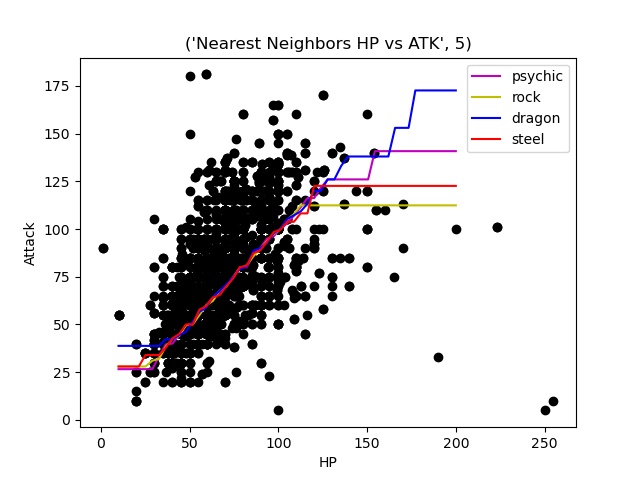 ('Nearest Neighbors HP vs ATK', 5)
psychic
rock
dragon
steel
Attack
175
150
125
100
75
50
25
0
0
50
100
150
200
250
HP